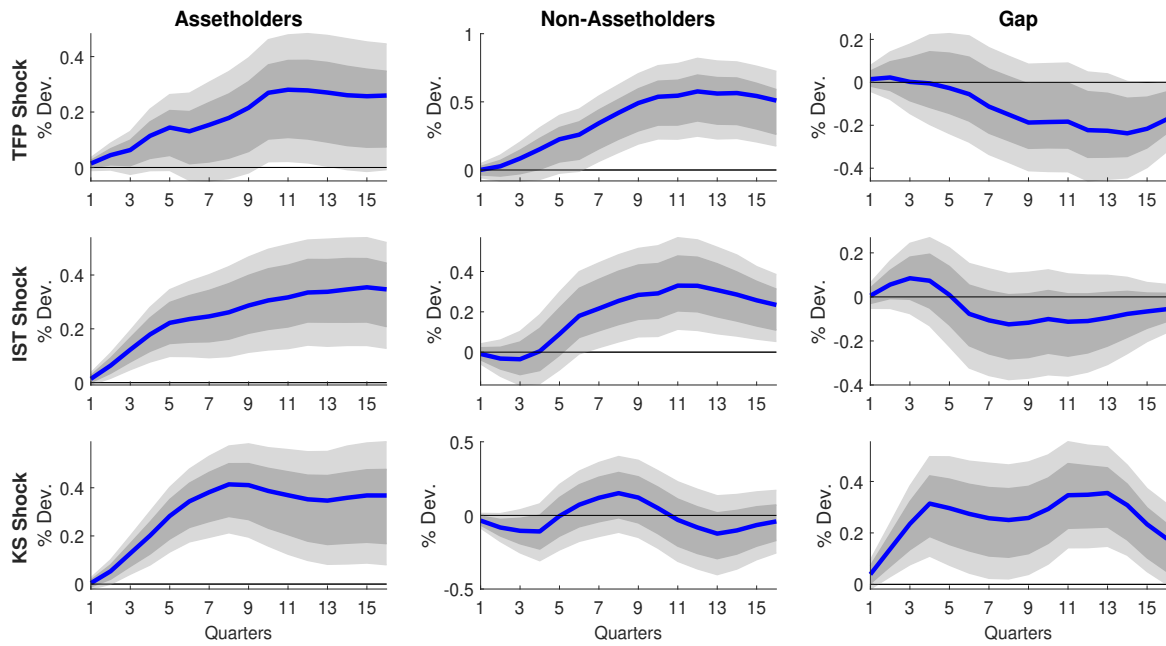 Assetholders
Non-Assetholders
Gap
TFP Shock
% Dev.
0.4
0.2
0
1 3 5 7 9 11 13 15
% Dev.
1
0.5
0
1 3 5 7 9 11 13 15
% Dev.
0.2
0
-0.2
-0.4
1 3 5 7 9 11 13 15
IST Shock
% Dev.
0.4
0.2
0
1 3 5 7 9 11 13 15
% Dev.
0.4
0.2
0
1 3 5 7 9 11 13 15
% Dev.
0.2
0
-0.2
-0.4
1 3 5 7 9 11 13 15
KS Shock
% Dev.
0.4
0.2
0
1 3 5 7 9 11 13 15
Quarters
% Dev.
0.5
0
-0.5
1 3 5 7 9 11 13 15
Quarters
% Dev.
0.4
0.2
0
1 3 5 7 9 11 13 15
Quarters